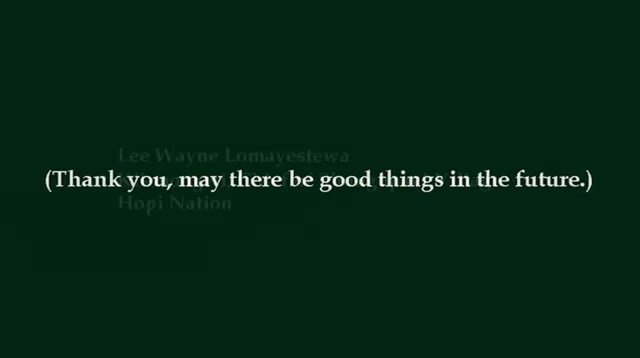 Lee Wayne Lomayestewa
(Thank you, may there be good things in the future.)
Hopi Nation